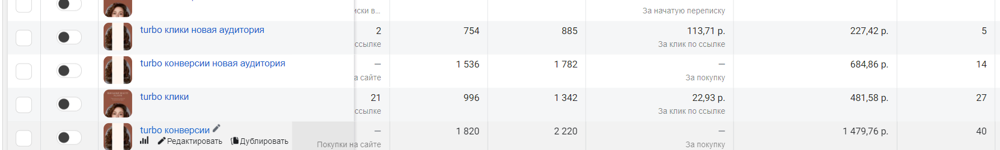 иски в... За начатую переписку
turbo клики новая аудитория 2 754 885 113,71 р. 227,42 р. 5
ссылке За клик по ссылке
turbo конверсии новая аудитория — 1 536 1 782 — 684,86 р. 14
а сайте За покупку
turbo клики 21 996 1 342 22,93 р. 481,58 р. 27
ссылке За клик по ссылке
turbo конверсии — 1 820 2 220 — 1 479,76 р. 40
Редактировать Дублировать Покупки на сайте За покупку